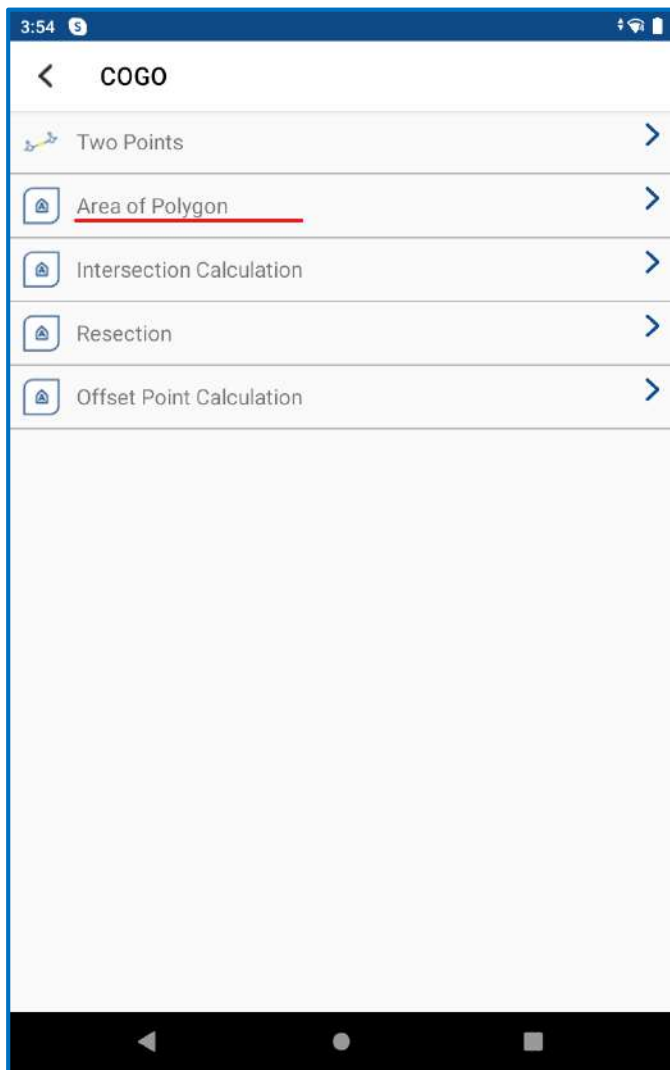 3:54 S
COGO
Two Points
Area of Polygon
Intersection Calculation
Resection
Offset Point Calculation